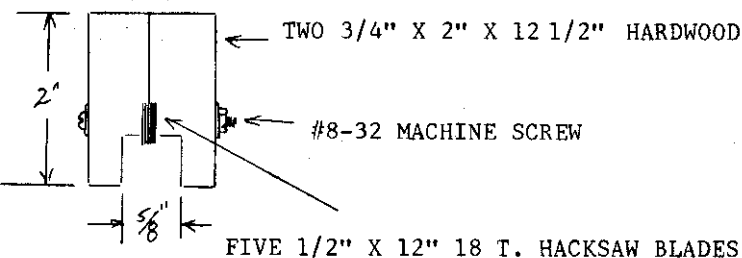 TWO 3/4" X 2" X 12 1/2" HARDWOOD
2"
#8-32 MACHINE SCREW
5/8"
FIVE 1/2" X 12" 18 T. HACKSAW BLADES